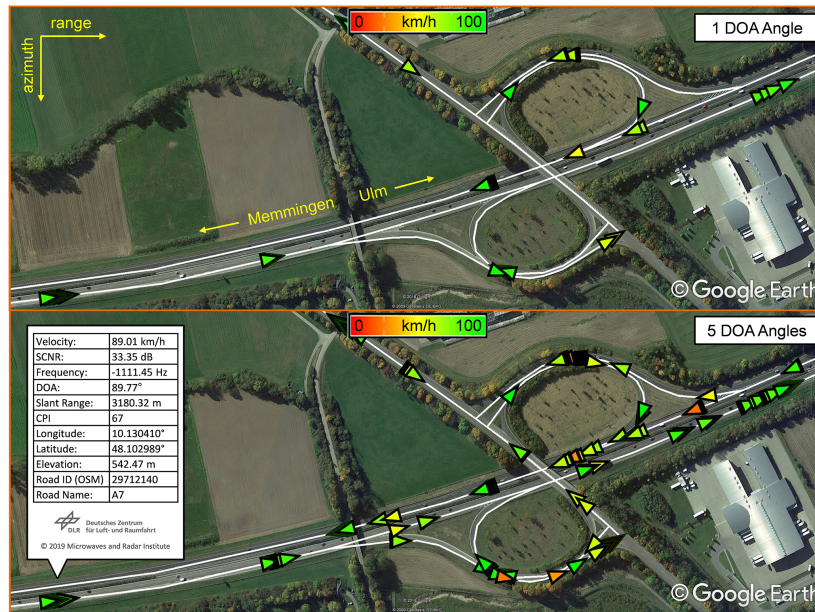 range
azimuth
0 km/h 100
1 DOA Angle
Memmingen Ulm
© Google Earth
0 km/h 100
5 DOA Angles
Velocity: 89.01 km/h
SCNR: 33.35 dB
Frequency: -1111.45 Hz
DOA: 89.77°
Slant Range: 3180.32 m
CPI 67
Longitude: 10.130410°
Latitude: 48.102989°
Elevation: 542.47 m
Road ID (OSM) 29712140
Road Name: A7
DLR
Deutsches Zentrum
für Luft- und Raumfahrt
© 2019 Microwaves and Radar Institute
© Google Earth